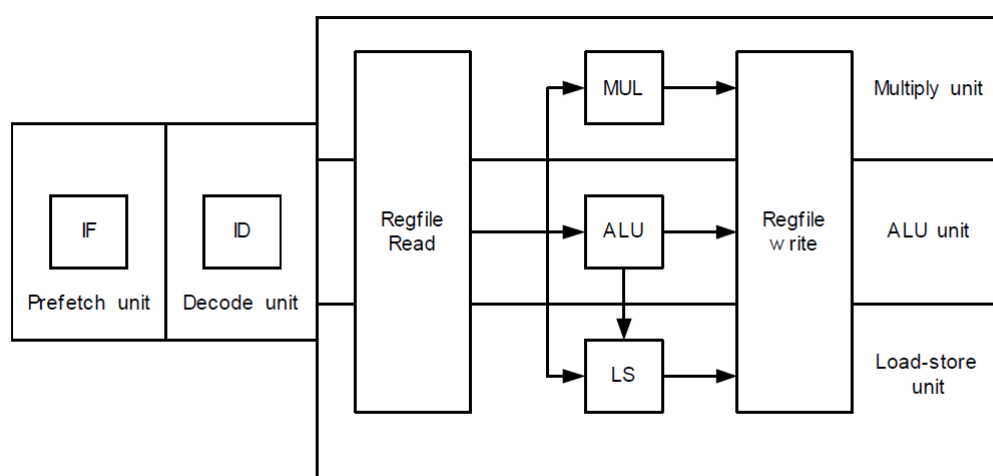 MUL
Multiply unit
IF
ID
Regfile
Read
ALU
Regfile
w rite
ALU unit
Prefetch unit
Decode unit
LS
Load-store
unit